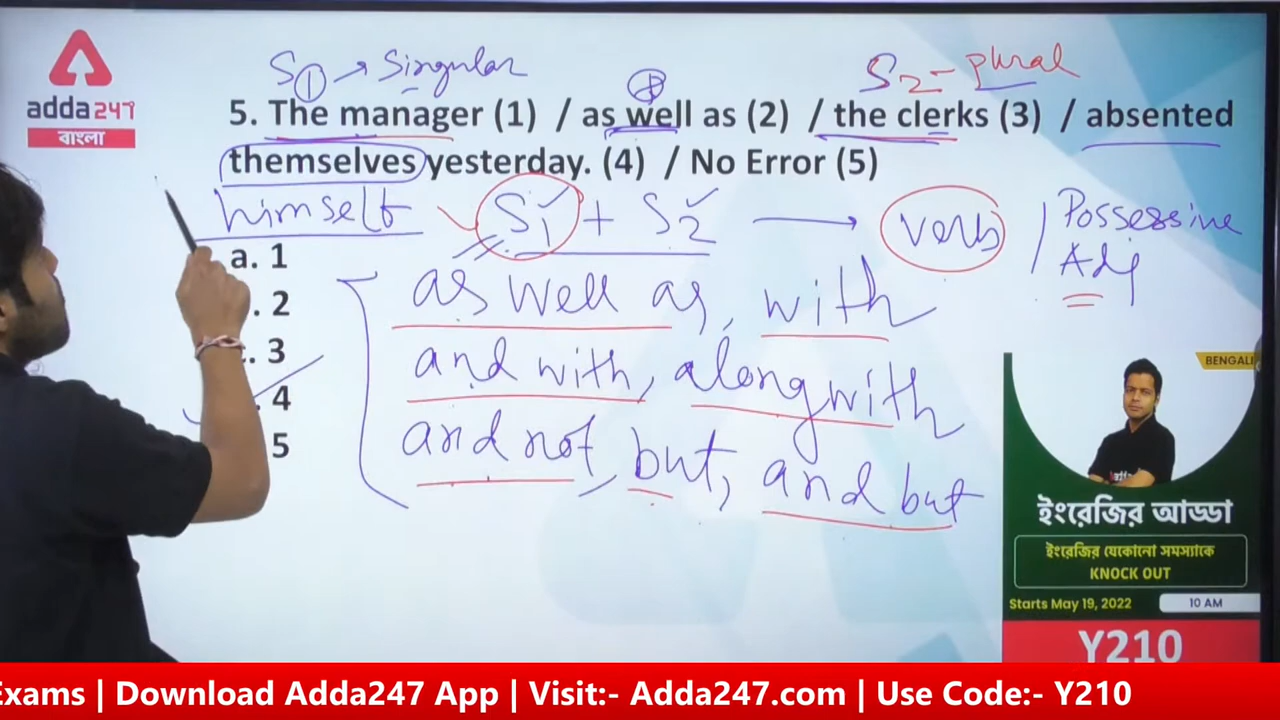 S1 → Singular
S2 - plural
adda247
বাংলা
5. The manager (1) / as well as (2) / the clerks (3) / absented
themselves yesterday. (4) / No Error (5)
himself
S1 + S2 → verb / Possessive
Adj
a. 1
. 2
. 3
. 4
5
as well as, with
and with, along with
and not, but, and but
BENGALI
ইংরেজির আড্ডা
ইংরেজির যেকোনো সমস্যাকে
KNOCK OUT
Starts May 19, 2022 10 AM
Y210
Exams | Download Adda247 App | Visit:- Adda247.com | Use Code:- Y210